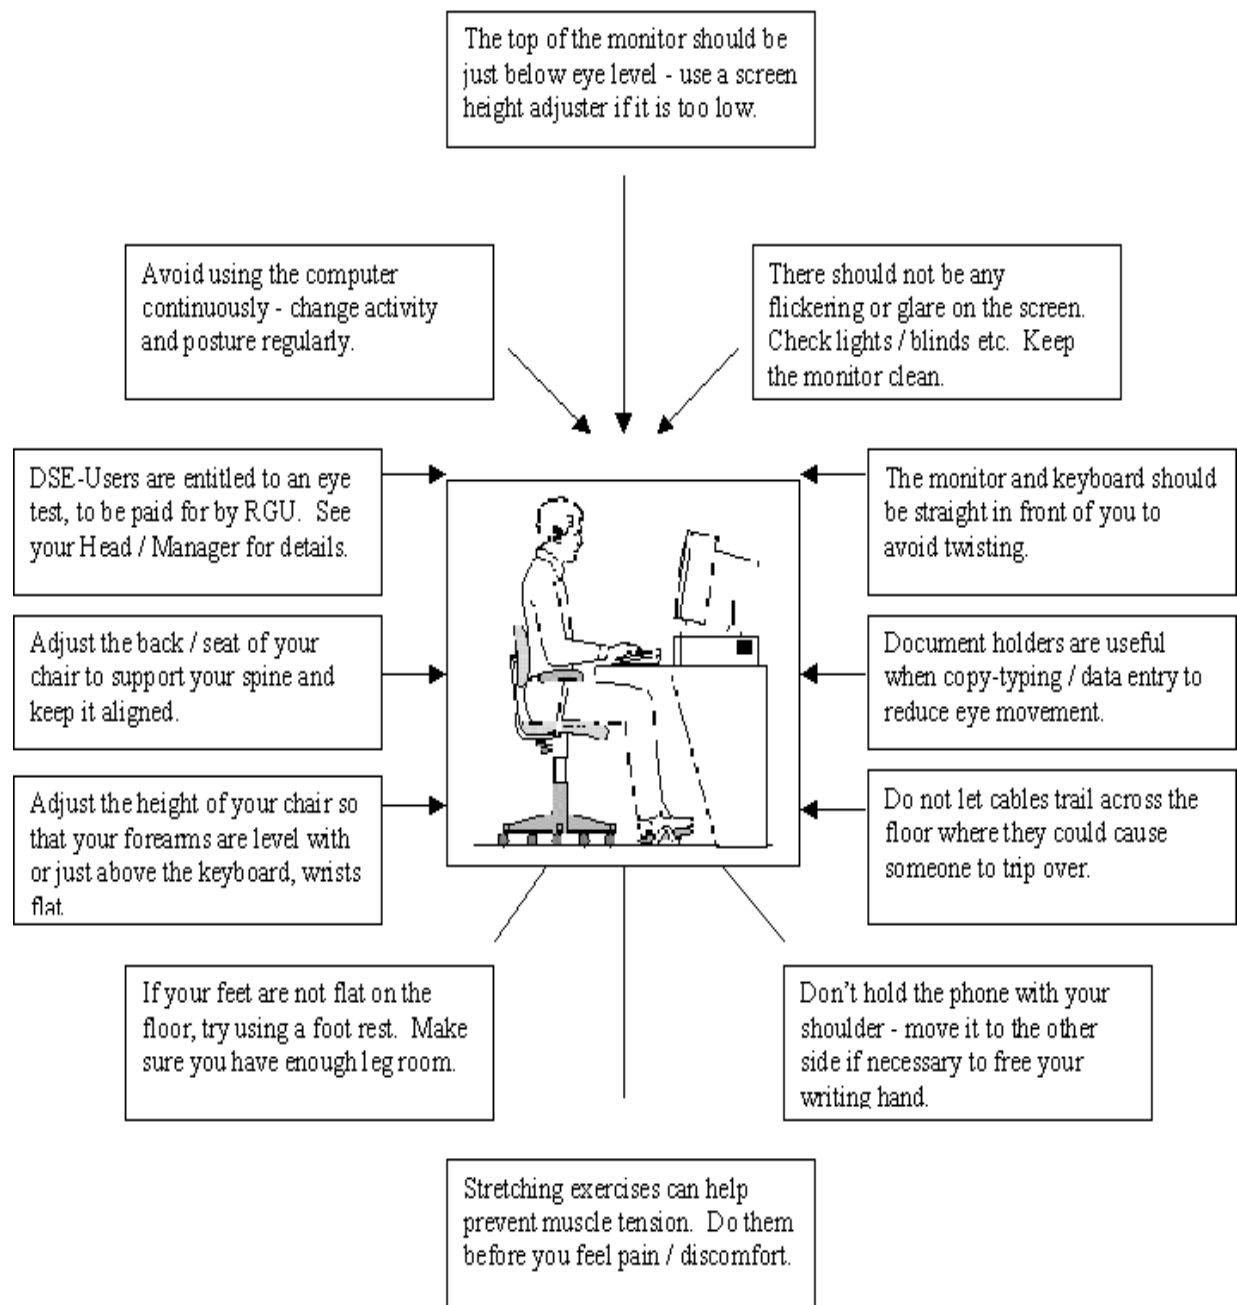 The top of the monitor should be
just below eye level - use a screen
height adjuster if it is too low.
Avoid using the computer
continuously - change activity
and posture regularly.
There should not be any
flickering or glare on the screen.
Check lights / blinds etc.  Keep
the monitor clean.
DSE-Users are entitled to an eye
test, to be paid for by RGU.  See
your Head / Manager for details.
The monitor and keyboard should
be straight in front of you to
avoid twisting.
Adjust the back / seat of your
chair to support your spine and
keep it aligned.
Document holders are useful
when copy-typing / data entry to
reduce eye movement.
Adjust the height of your chair so
that your forearms are level with
or just above the keyboard, wrists
flat.
Do not let cables trail across the
floor where they could cause
someone to trip over.
If your feet are not flat on the
floor, try using a foot rest.  Make
sure you have enough leg room.
Don't hold the phone with your
shoulder - move it to the other
side if necessary to free your
writing hand.
Stretching exercises can help
prevent muscle tension.  Do them
before you feel pain / discomfort.